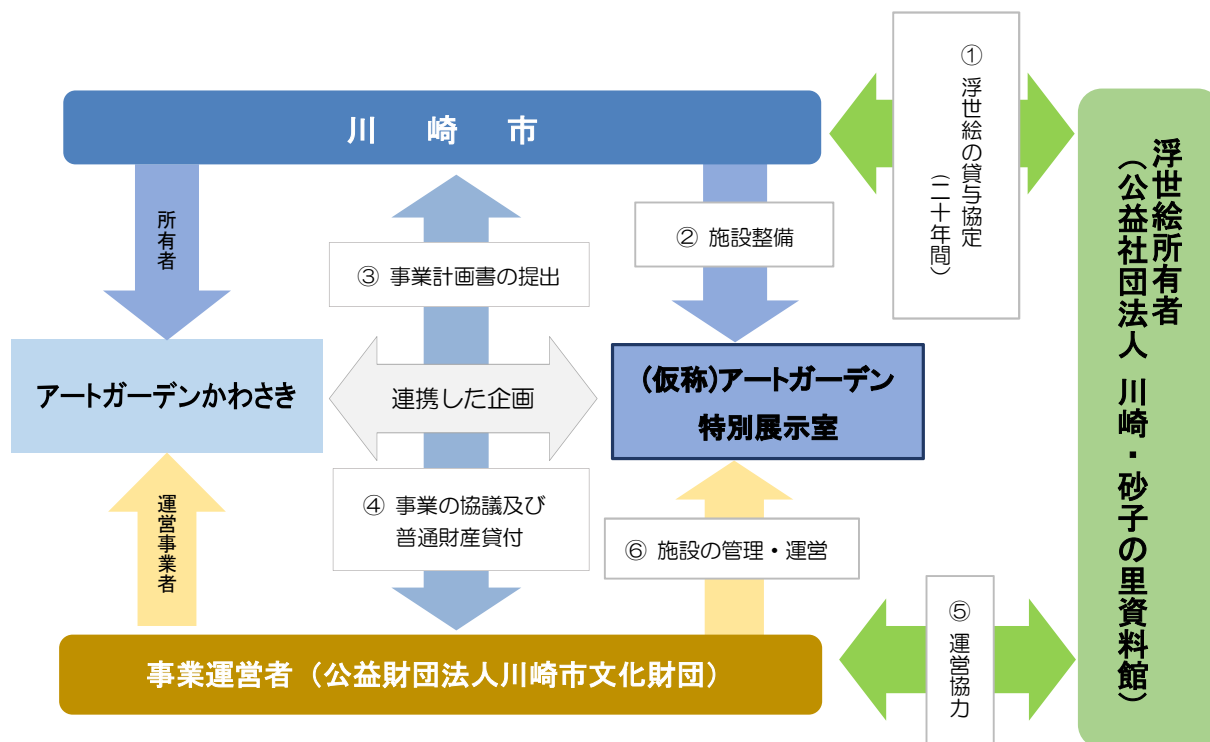 川　崎　市
① 浮世絵の貸与協定
（二十年間）
浮世絵所有者
（公益社団法人 川崎・砂子の里資料館）
所有者
② 施設整備
③ 事業計画書の提出
アートガーデンかわさき
連携した企画
(仮称)アートガーデン
特別展示室
運営事業者
④ 事業の協議及び
普通財産貸付
⑥ 施設の管理・運営
⑤ 運営協力
事業運営者（公益財団法人川崎市文化財団）